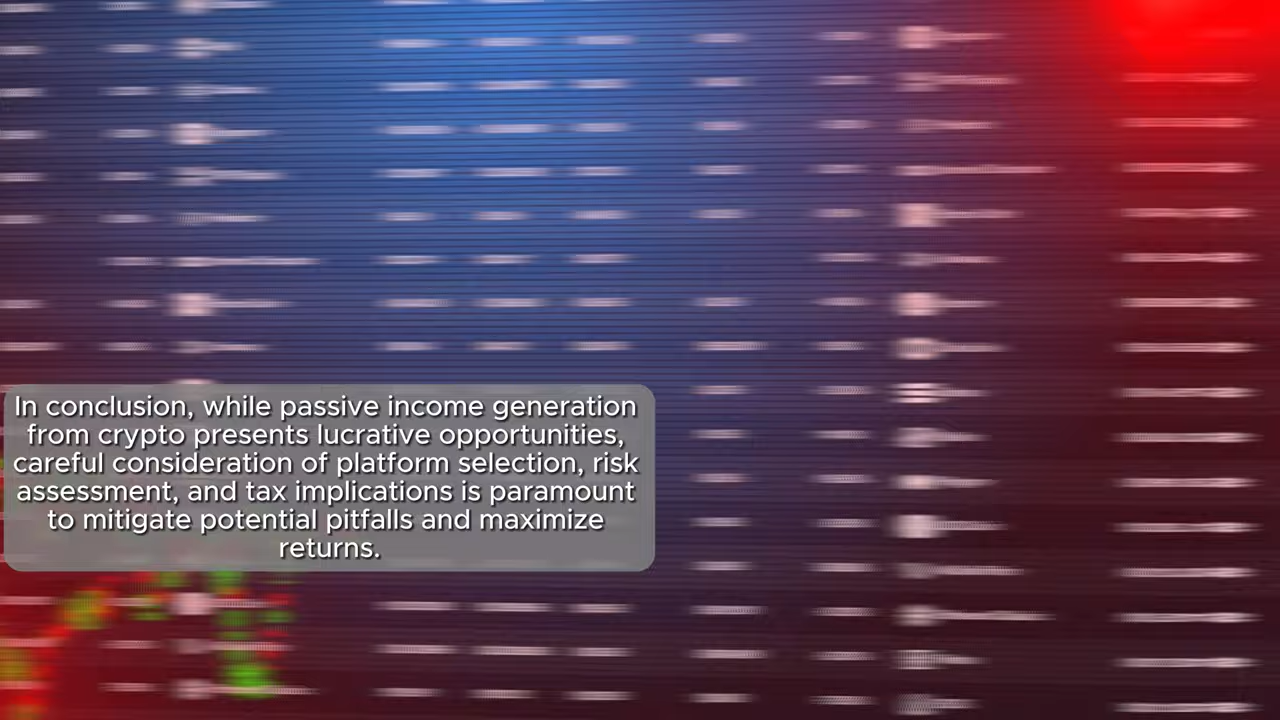 In conclusion, while passive income generation
from crypto presents lucrative opportunities,
careful consideration of platform selection, risk
assessment, and tax implications is paramount
to mitigate potential pitfalls and maximize
returns.